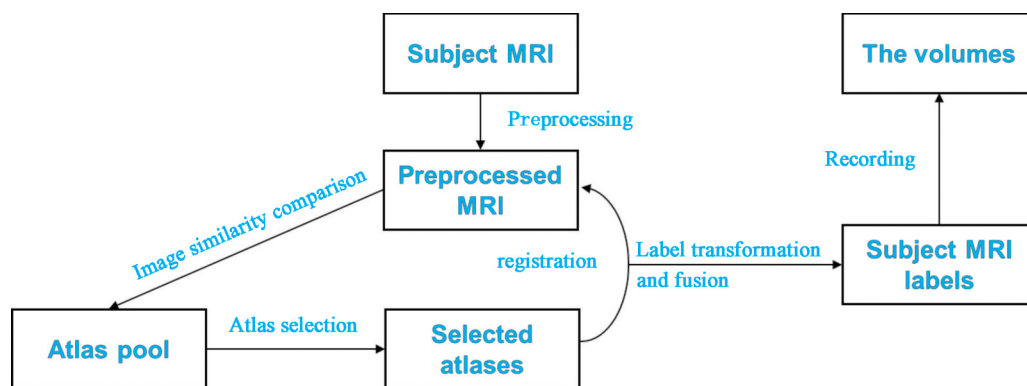 Subject MRI
The volumes
Preprocessing
Preprocessed
MRI
Recording
Image similarity comparison
registration
Label transformation
and fusion
Subject MRI
labels
Atlas pool
Atlas selection
Selected
atlases